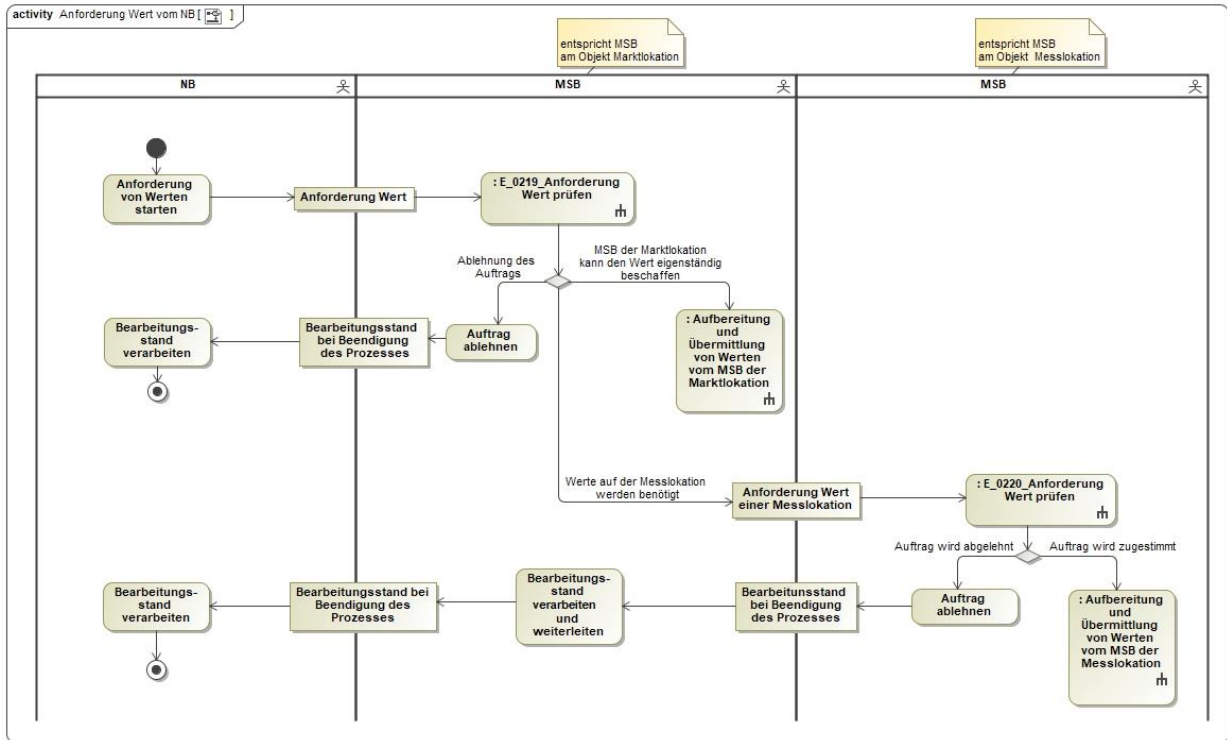 activity Anforderung Wert vom NB [ ]
entspricht MSB
am Objekt Marktlokation
entspricht MSB
am Objekt Messlokation
NB
MSB
MSB
Anforderung
von Werten
starten
Anforderung Wert
: E_0219_Anforderung
Wert prüfen
Ablehnung des
Auftrags
MSB der Marktlokation
kann den Wert eigenständig
beschaffen
Bearbeitungs-
stand
verarbeiten
Bearbeitungsstand
bei Beendigung
des Prozesses
Auftrag
ablehnen
: Aufbereitung
und
Übermittlung
von Werten
vom MSB der
Marktlokation
Werte auf der Messlokation
werden benötigt
Anforderung Wert
einer Messlokation
: E_0220_Anforderung
Wert prüfen
Auftrag wird abgelehnt
Auftrag wird zugestimmt
Bearbeitungs-
stand
verarbeiten
Bearbeitungsstand bei
Beendigung des
Prozesses
Bearbeitungs-
stand
verarbeiten
und
weiterleiten
Bearbeitunsstand
bei Beendigung
des Prozesses
Auftrag
ablehnen
: Aufbereitung
und
Übermittlung
von Werten
vom MSB der
Messlokation